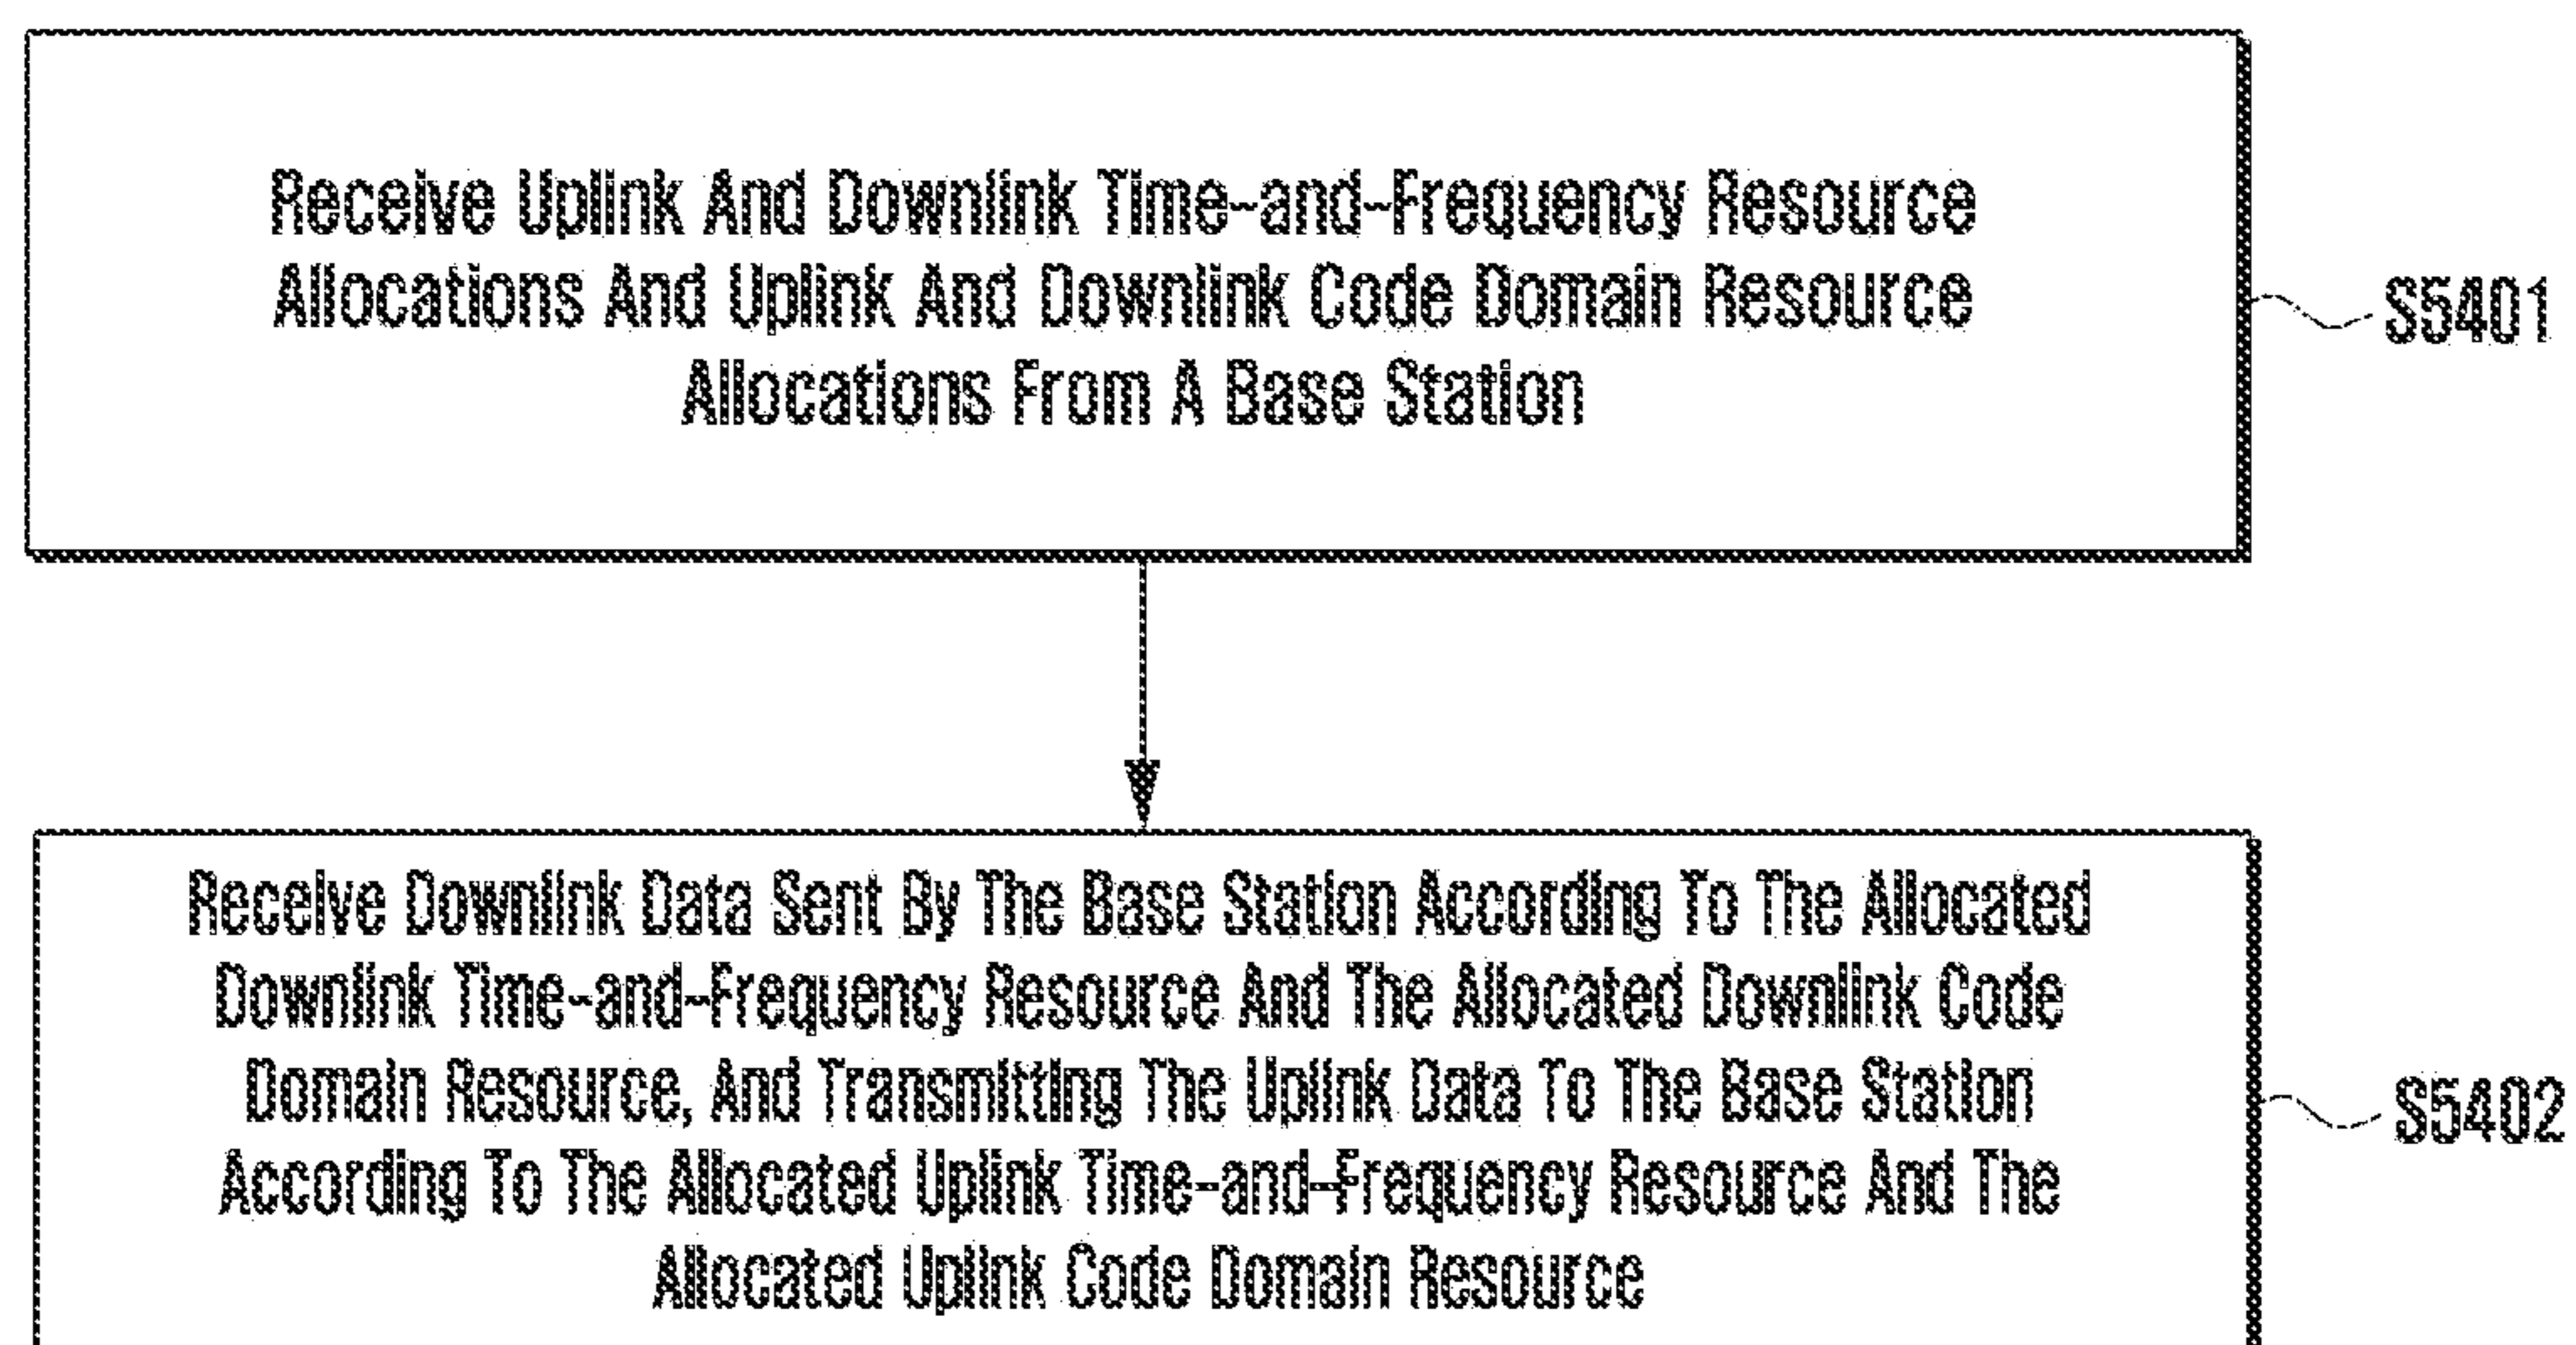 Receive Uplink And Downlink Time-and-Frequency Resource
Allocations And Uplink And Downlink Code Domain Resource
Allocations From A Base Station
S5401
Receive Downlink Data Sent By The Base Station According To The Allocated
Downlink Time-and-Frequency Resource And The Allocated Downlink Code
Domain Resource, And Transmitting The Uplink Data To The Base Station
According To The Allocated Uplink Time-and-Frequency Resource And The
Allocated Uplink Code Domain Resource
S5402